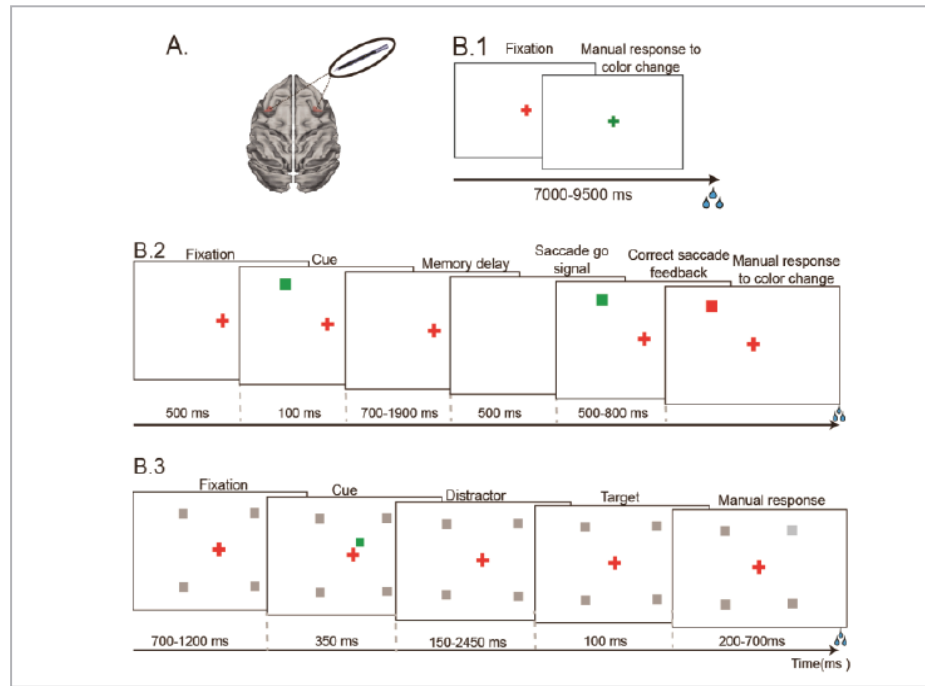 A.
B.1
Fixation
Manual response to
color change
7000-9500 ms
B.2
Fixation
Cue
Memory delay
Saccade go
signal
Correct saccade
feedback
Manual response
to color change
500 ms
100 ms
700-1900 ms
500 ms
500-800 ms
B.3
Fixation
Cue
Distractor
Target
Manual response
700-1200 ms
350 ms
150-2450 ms
100 ms
200-700ms
Time(ms )